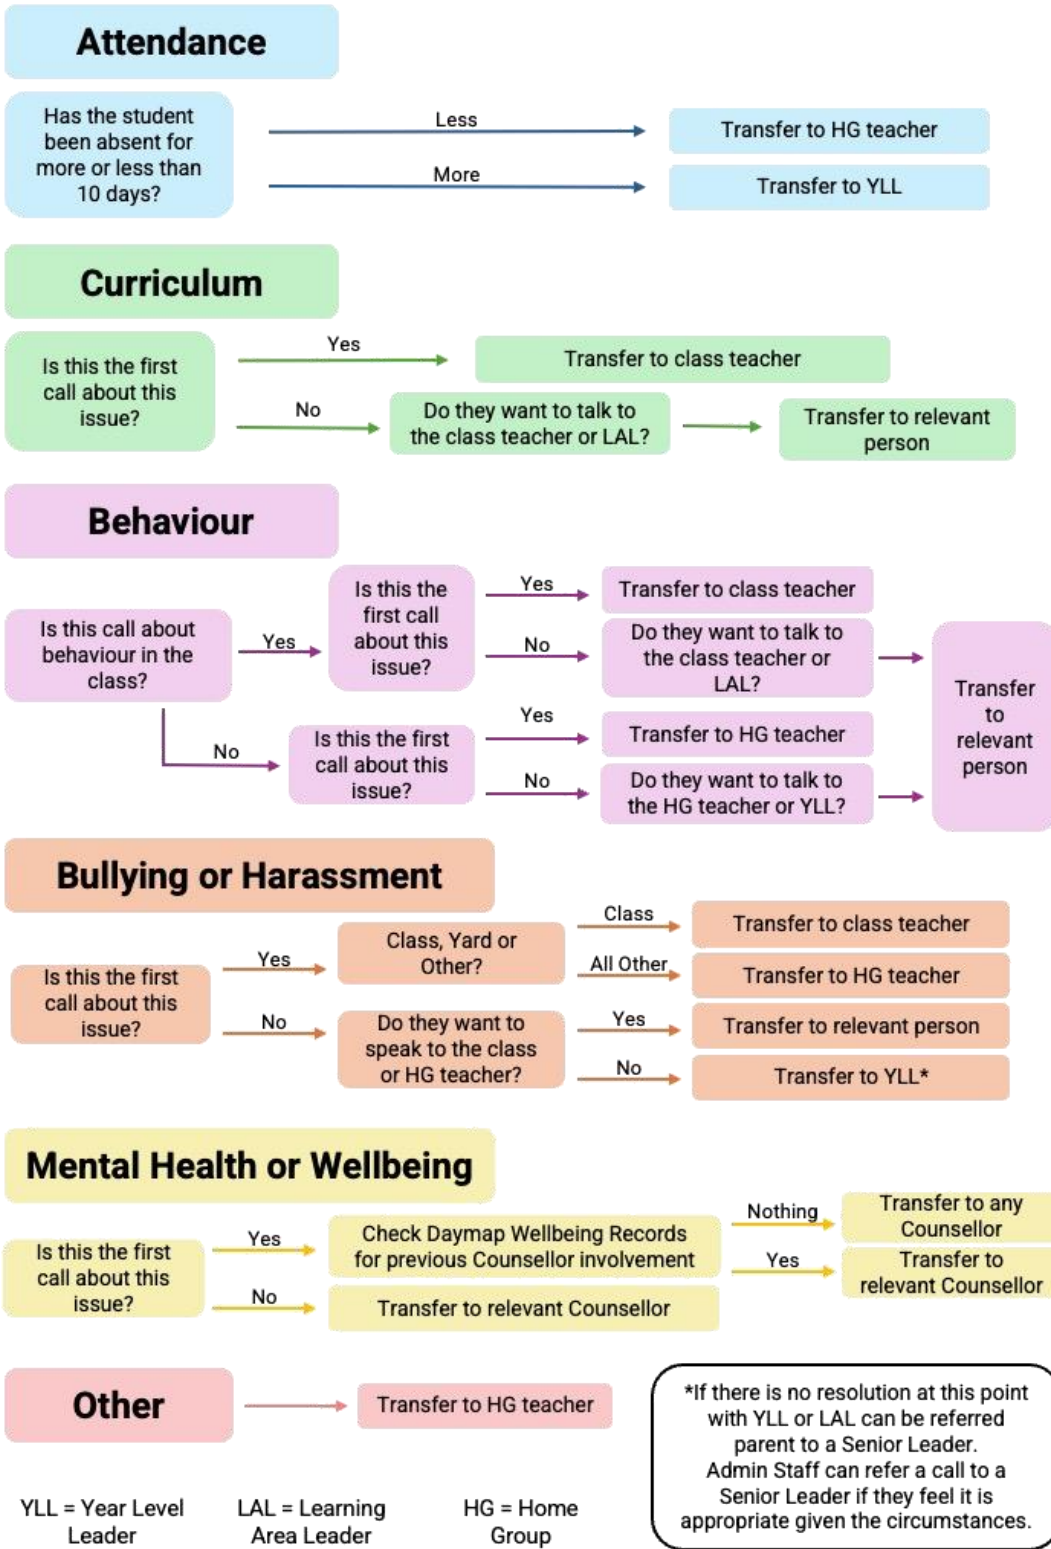 Attendance
Has the student
been absent for
more or less than
10 days?
Less
Transfer to HG teacher
More
Transfer to YLL
Curriculum
Is this the first
call about this
issue?
Yes
Transfer to class teacher
No
Do they want to talk to
the class teacher or LAL?
Transfer to relevant
person
Behaviour
Is this call about
behaviour in the
class?
Yes
Is this the
first call
about this
issue?
Yes
Transfer to class teacher
No
Do they want to talk to
the class teacher or
LAL?
No
Is this the first
call about this
issue?
Yes
Transfer to HG teacher
No
Do they want to talk to
the HG teacher or YLL?
Transfer
to
relevant
person
Bullying or Harassment
Is this the first
call about this
issue?
Yes
Class, Yard or
Other?
Class
Transfer to class teacher
All Other
Transfer to HG teacher
No
Do they want to
speak to the class
or HG teacher?
Yes
Transfer to relevant person
No
Transfer to YLL*
Mental Health or Wellbeing
Is this the first
call about this
issue?
Yes
Check Daymap Wellbeing Records
for previous Counsellor involvement
Nothing
Transfer to any
Counsellor
Yes
Transfer to
relevant Counsellor
No
Transfer to relevant Counsellor
Other
Transfer to HG teacher
*If there is no resolution at this point
with YLL or LAL can be referred
parent to a Senior Leader.
Admin Staff can refer a call to a
Senior Leader if they feel it is
appropriate given the circumstances.
YLL = Year Level
Leader
LAL = Learning
Area Leader
HG = Home
Group